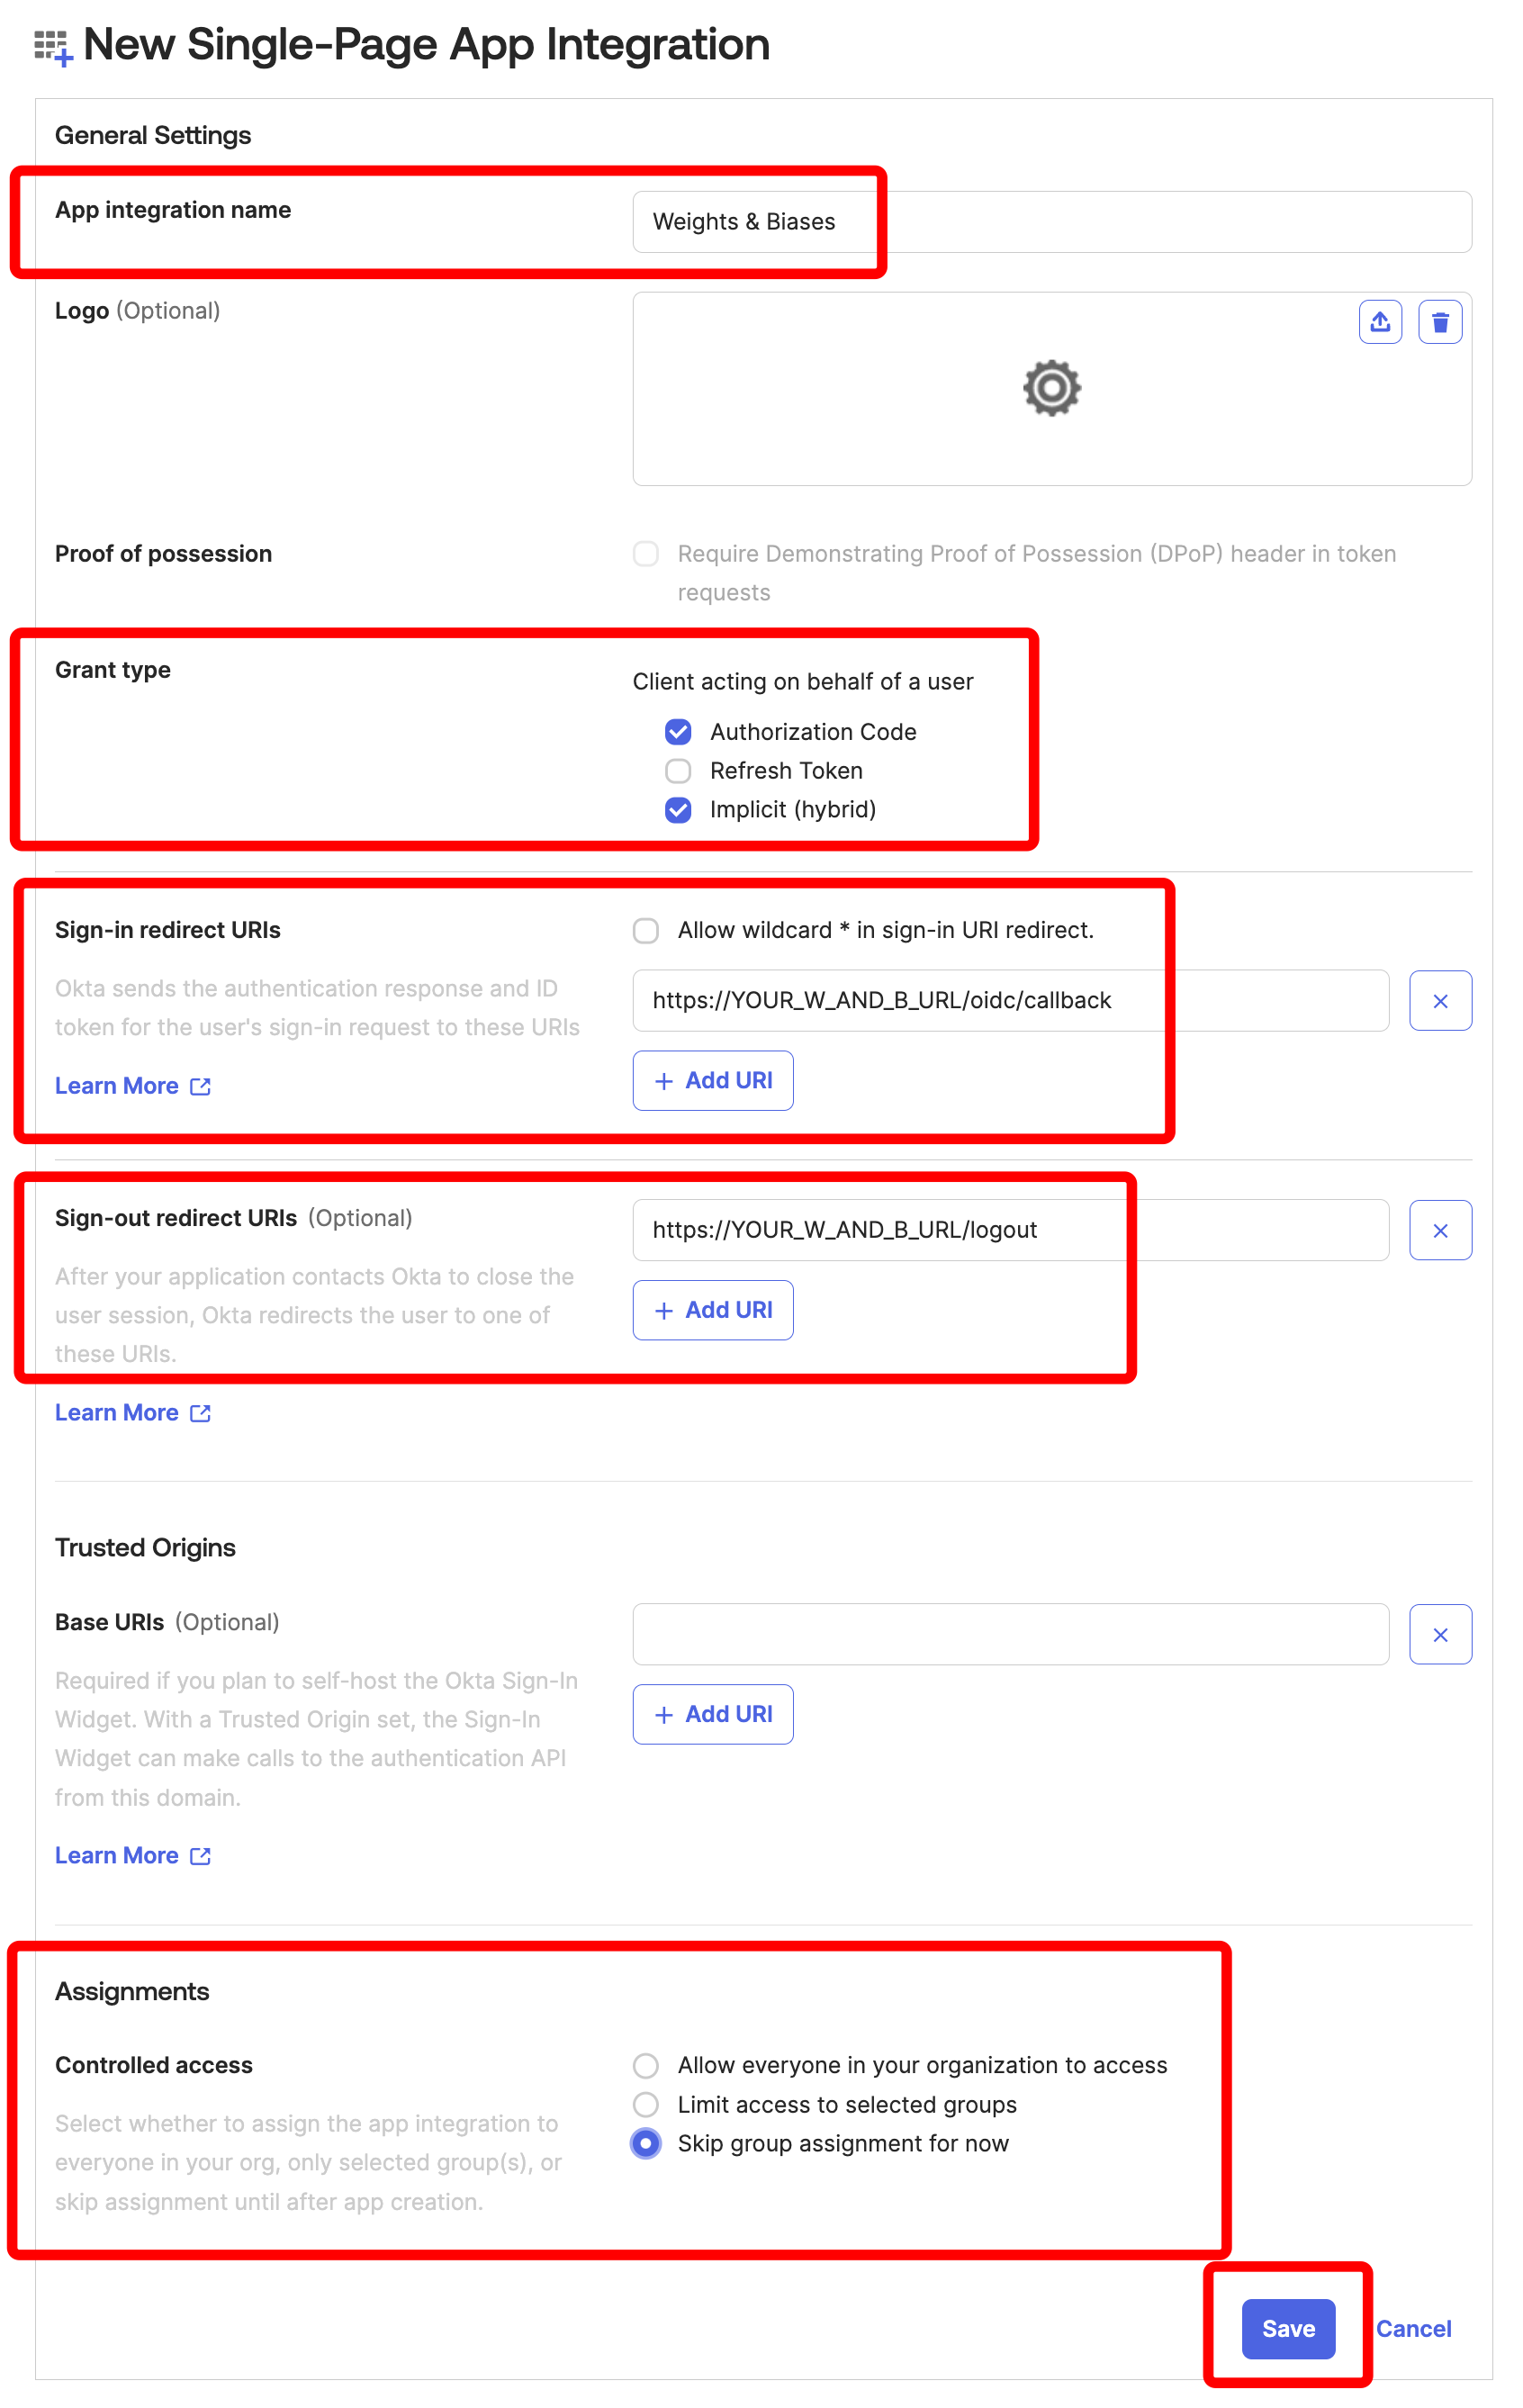 New Single-Page App Integration
General Settings
App integration name
Weights & Biases
Logo (Optional)
Proof of possession
Require Demonstrating Proof of Possession (DPoP) header in token
requests
Grant type
Client acting on behalf of a user
Authorization Code
Refresh Token
Implicit (hybrid)
Sign-in redirect URIs
Allow wildcard * in sign-in URI redirect.
Okta sends the authentication response and ID
token for the user's sign-in request to these URIs
https://YOUR_W_AND_B_URL/oidc/callback
Learn More
+ Add URI
Sign-out redirect URIs (Optional)
https://YOUR_W_AND_B_URL/logout
After your application contacts Okta to close the
user session, Okta redirects the user to one of
these URIs.
+ Add URI
Learn More
Trusted Origins
Base URIs (Optional)
Required if you plan to self-host the Okta Sign-In
Widget. With a Trusted Origin set, the Sign-In
Widget can make calls to the authentication API
from this domain.
+ Add URI
Learn More
Assignments
Controlled access
Select whether to assign the app integration to
everyone in your org, only selected group(s), or
skip assignment until after app creation.
Allow everyone in your organization to access
Limit access to selected groups
Skip group assignment for now
Save
Cancel